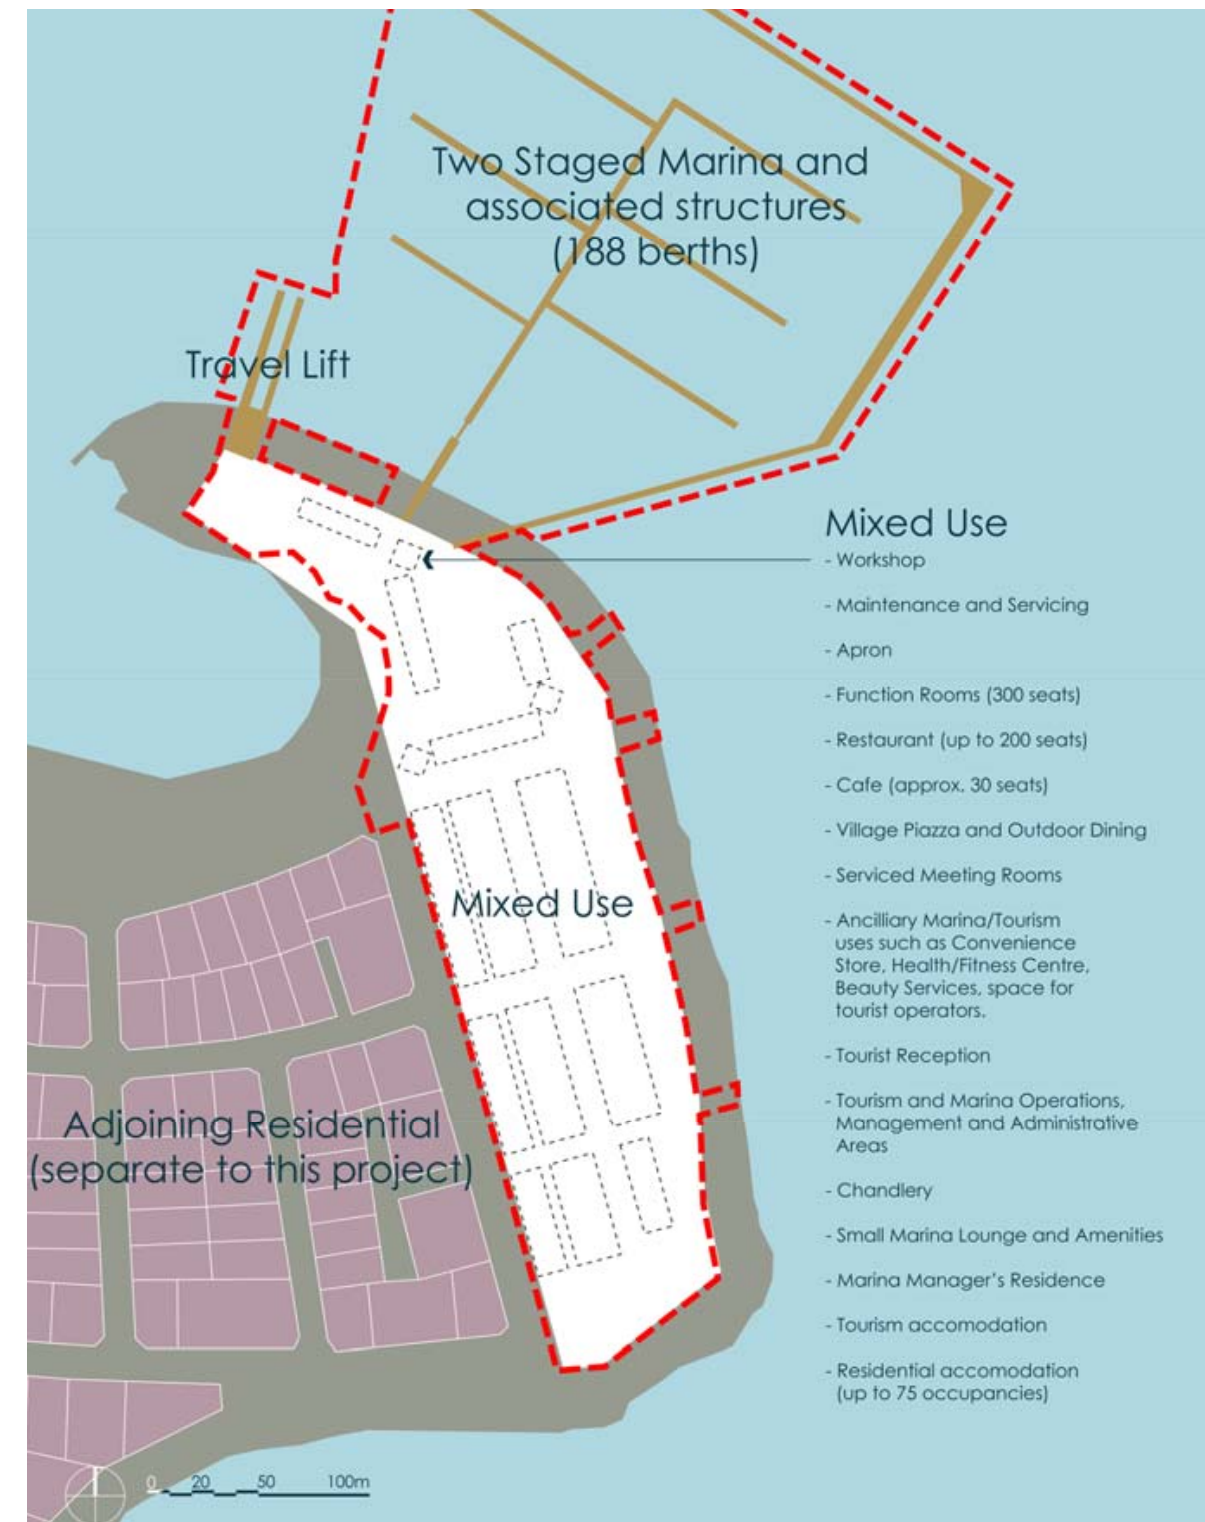 Two Staged Marina and
associated structures
(188 berths)
Travel Lift
Mixed Use
- Workshop
- Maintenance and Servicing
- Apron
- Function Rooms (300 seats)
- Restaurant (up to 200 seats)
- Cafe (approx. 30 seats)
- Village Piazza and Outdoor Dining
- Serviced Meeting Rooms
- Ancilliary Marina/Tourism
uses such as Convenience
Store, Health/Fitness Centre,
Beauty Services, space for
tourist operators.
- Tourist Reception
- Tourism and Marina Operations,
Management and Administrative
Areas
- Chandlery
- Small Marina Lounge and Amenities
- Marina Manager's Residence
- Tourism accomodation
- Residential accomodation
(up to 75 occupancies)
Mixed Use
Adjoining Residential
(separate to this project)
0 20 50 100m